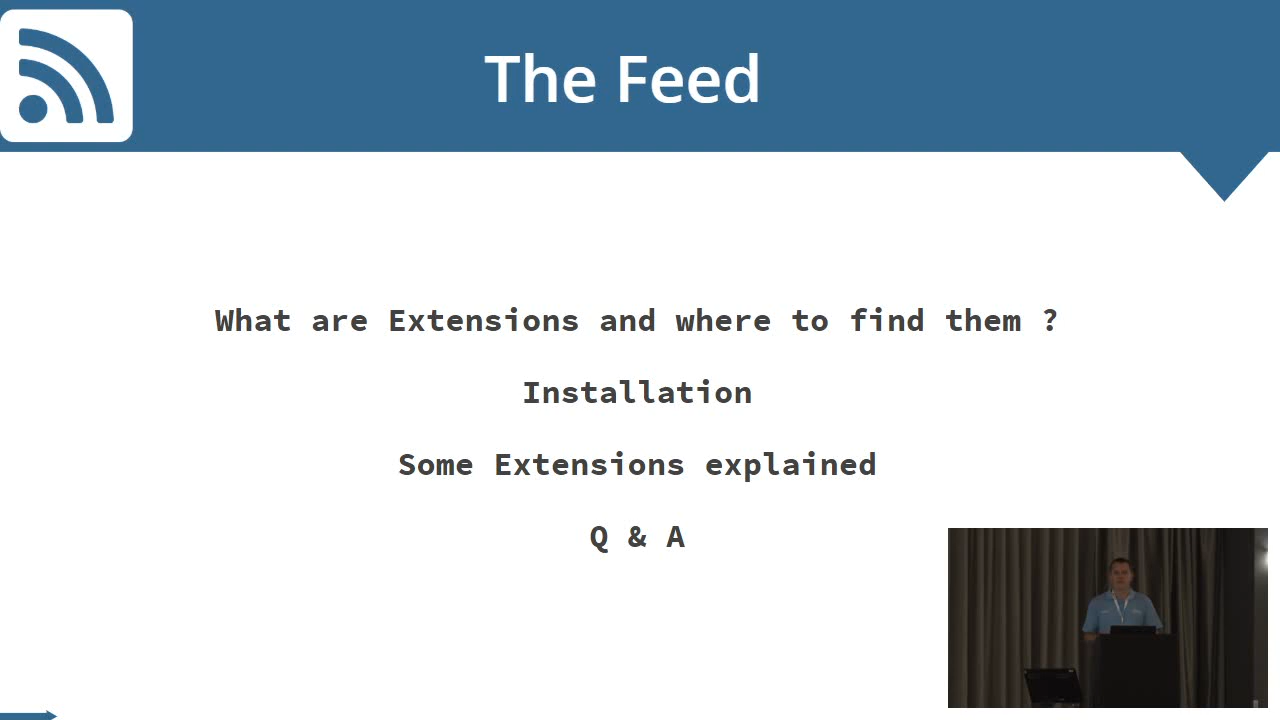 The Feed
What are Extensions and where to find them ?
Installation
Some Extensions explained
Q & A